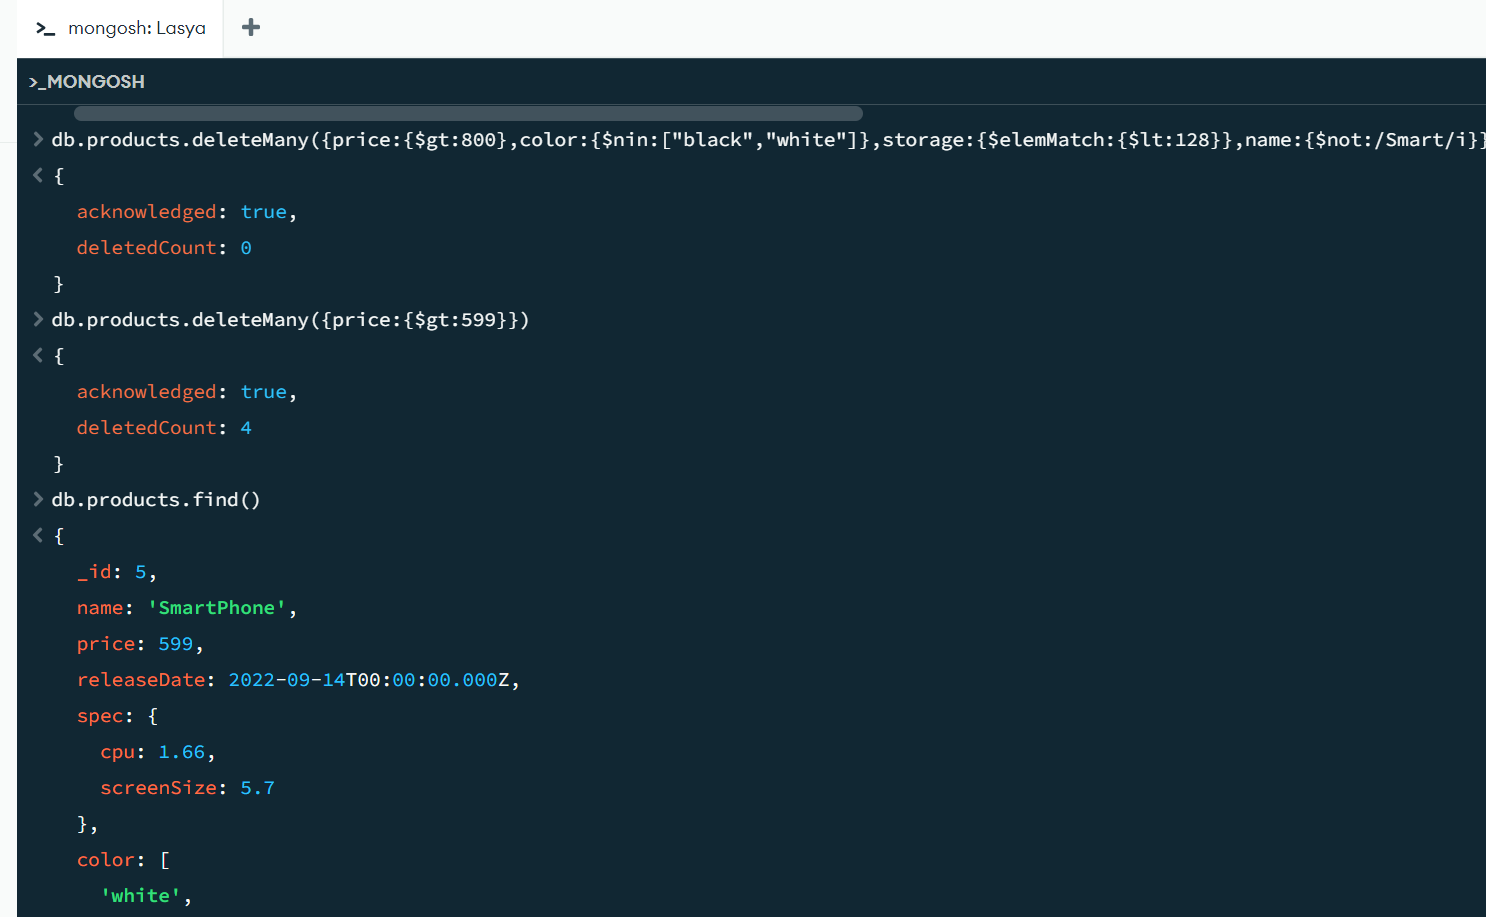 >_ mongosh: Lasya +
>_MONGOSH
> db.products.deleteMany({price:{$gt:800},color:{$nin:["black","white"]},storage:{$elemMatch:{$lt:128}},name:{$not:/Smart/i}}
< {
acknowledged: true,
deletedCount: 0
}
> db.products.deleteMany({price:{$gt:599}})
< {
acknowledged: true,
deletedCount: 4
}
> db.products.find()
< {
_id: 5,
name: 'SmartPhone',
price: 599,
releaseDate: 2022-09-14T00:00:00.000Z,
spec: {
cpu: 1.66,
screenSize: 5.7
},
color: [
'white',